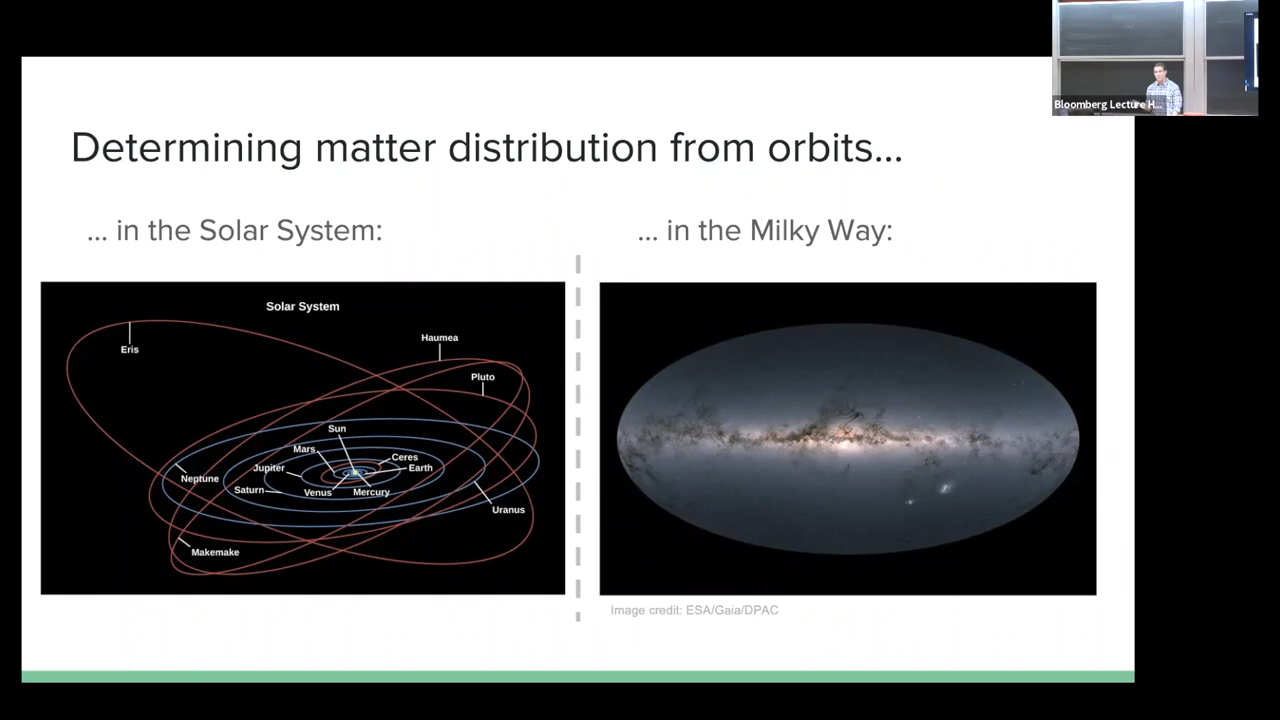 Bloomberg Lecture H...
Determining matter distribution from orbits...
... in the Solar System:
... in the Milky Way:
Solar System
Eris
Haumea
Pluto
Sun
Mars
Ceres
Jupiter
Earth
Neptune
Saturn
Venus
Mercury
Uranus
Makemake
Image credit: ESA/Gaia/DPAC